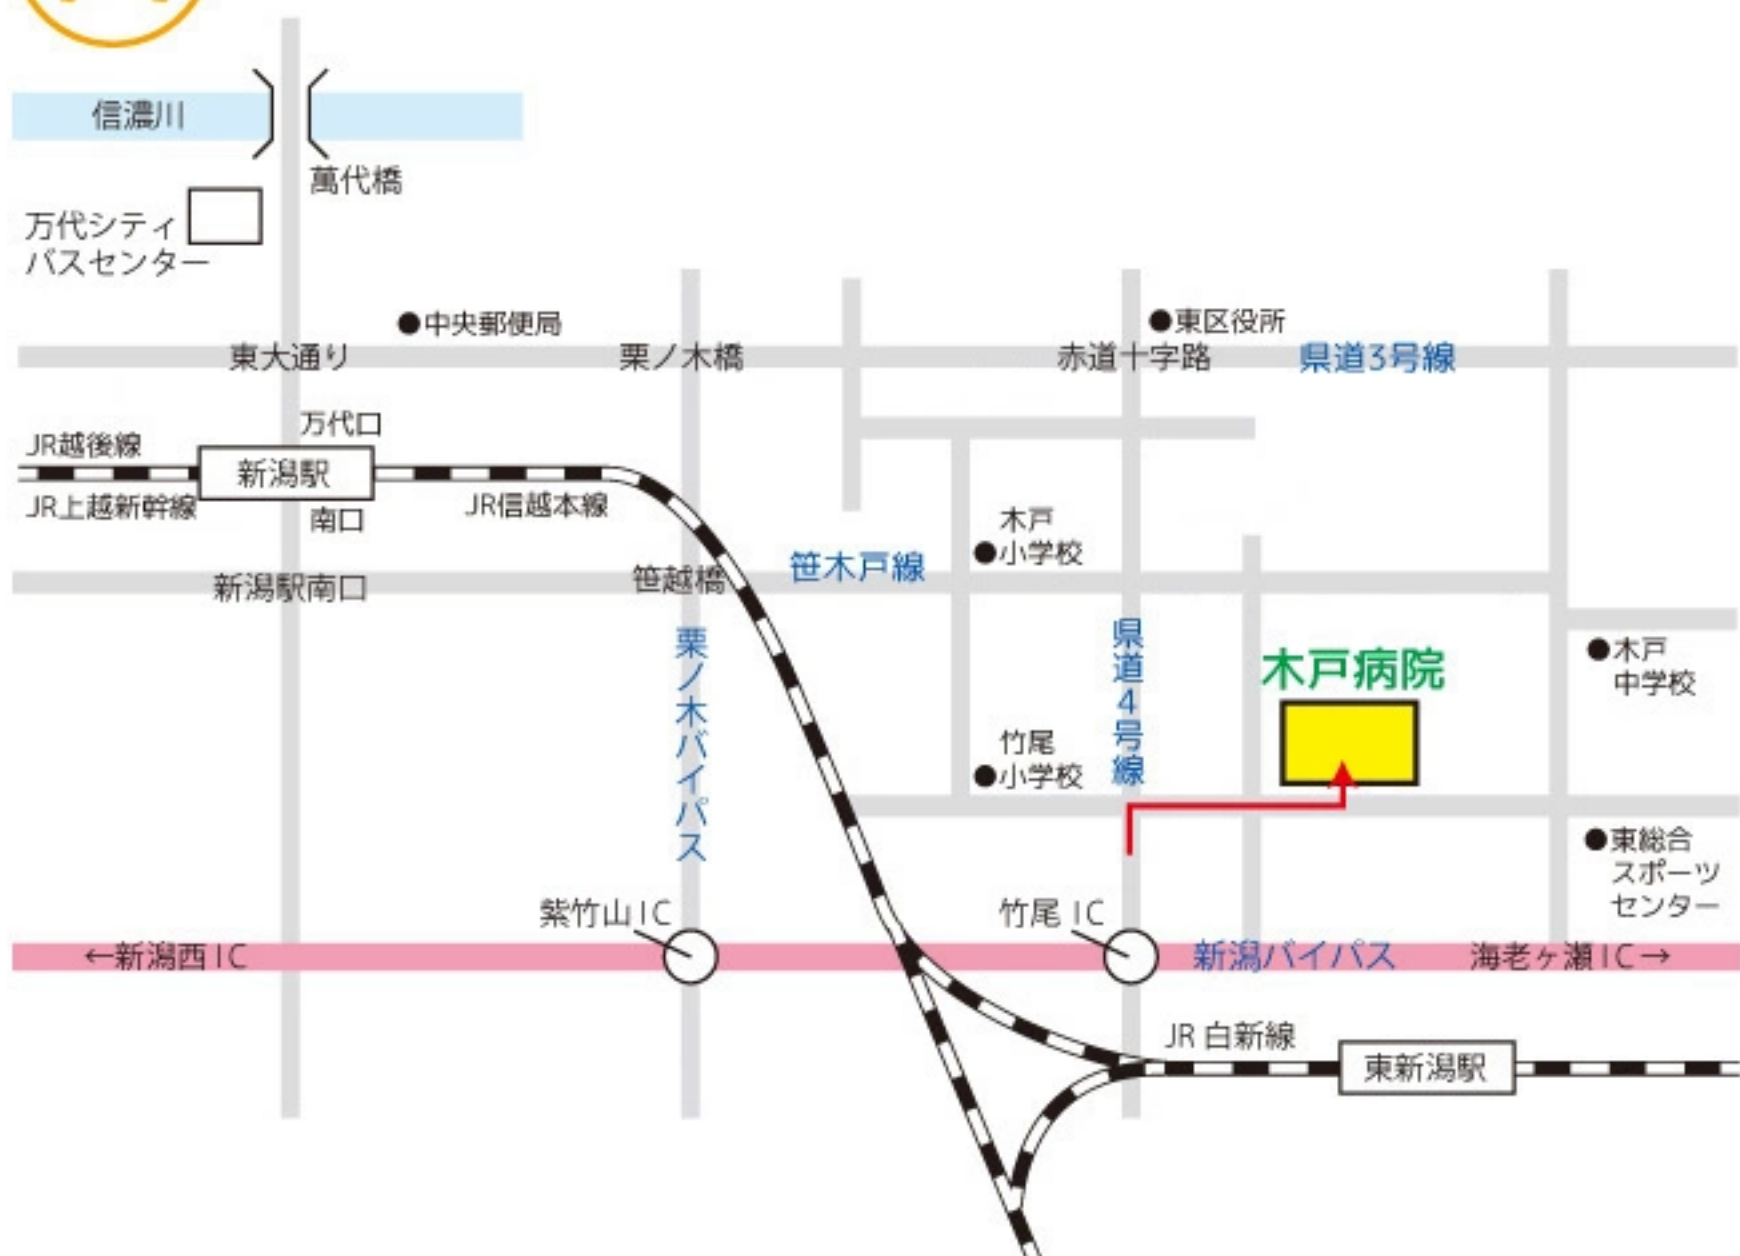 信濃川
萬代橋
万代シティ
バスセンター
中央郵便局
東区役所
東大通り
栗ノ木橋
赤道十字路
県道3号線
万代口
JR越後線
新潟駅
JR上越新幹線
南口
JR信越本線
木戸
小学校
笹木戸線
新潟駅南口
笹越橋
栗ノ木バイパス
県道4号線
木戸病院
木戸
中学校
竹尾
小学校
東総合
スポーツ
センター
紫竹山IC
竹尾IC
←新潟西IC
新潟バイパス
海老ヶ瀬IC→
JR白新線
東新潟駅